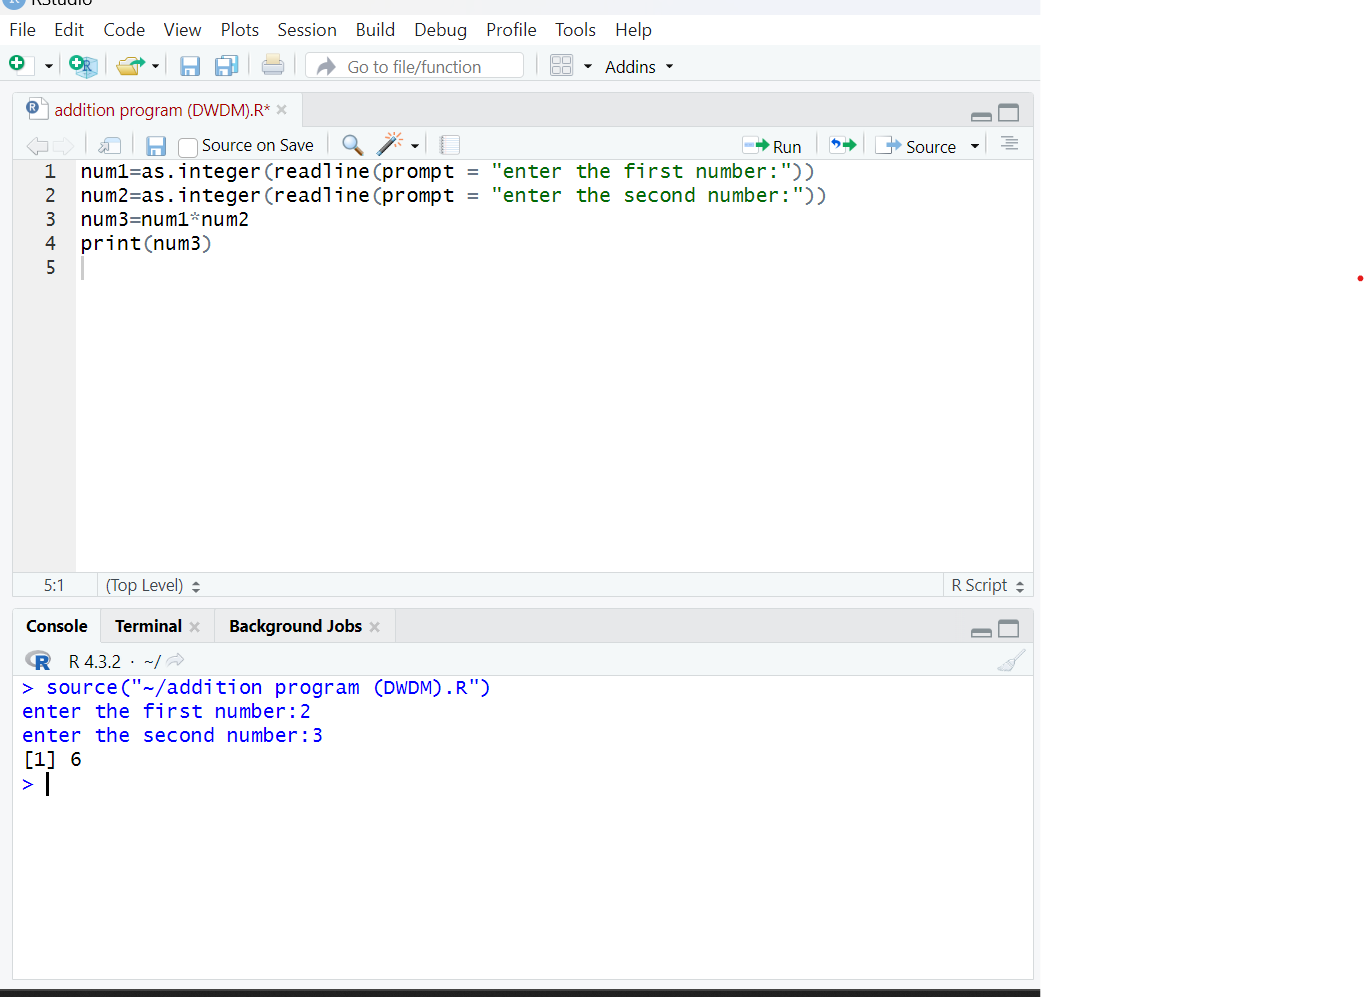 RStudio
File Edit Code View Plots Session Build Debug Profile Tools Help
Go to file/function Addins
addition program (DWDM).R*
Source on Save Run Source
1 num1=as.integer(readline(prompt = "enter the first number:"))
2 num2=as.integer(readline(prompt = "enter the second number:"))
3 num3=num1*num2
4 print(num3)
5
5:1 (Top Level) R Script
Console Terminal Background Jobs
R R 4.3.2 · ~/
> source("~/addition program (DWDM).R")
enter the first number:2
enter the second number:3
[1] 6
>